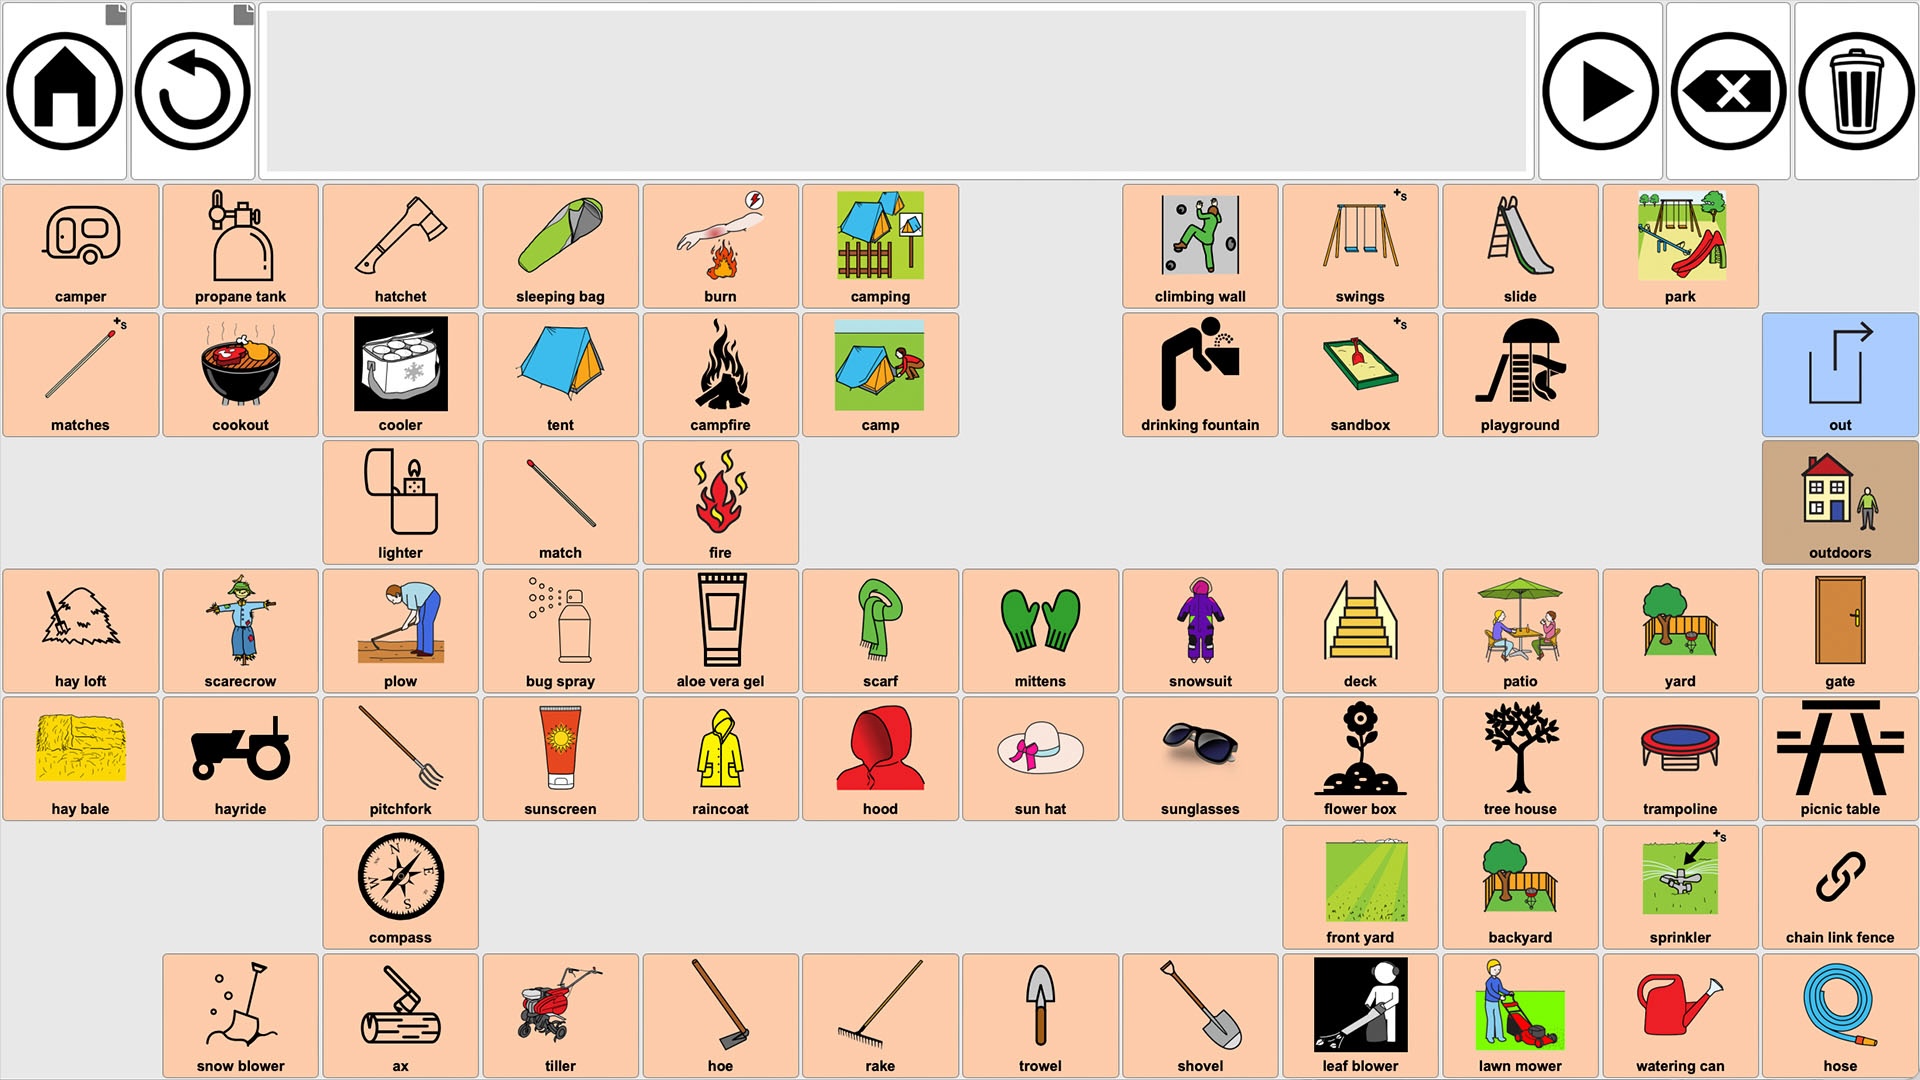 camper
propane tank
hatchet
sleeping bag
burn
camping
climbing wall
+s
swings
slide
park
+s
matches
cookout
cooler
tent
campfire
camp
drinking fountain
+s
sandbox
playground
out
lighter
match
fire
outdoors
hay loft
scarecrow
plow
bug spray
aloe vera gel
scarf
mittens
snowsuit
deck
patio
yard
gate
hay bale
hayride
pitchfork
sunscreen
raincoat
hood
sun hat
sunglasses
flower box
tree house
trampoline
picnic table
N
E
W
S
compass
front yard
backyard
+s
sprinkler
chain link fence
snow blower
ax
tiller
hoe
rake
trowel
shovel
leaf blower
lawn mower
watering can
hose